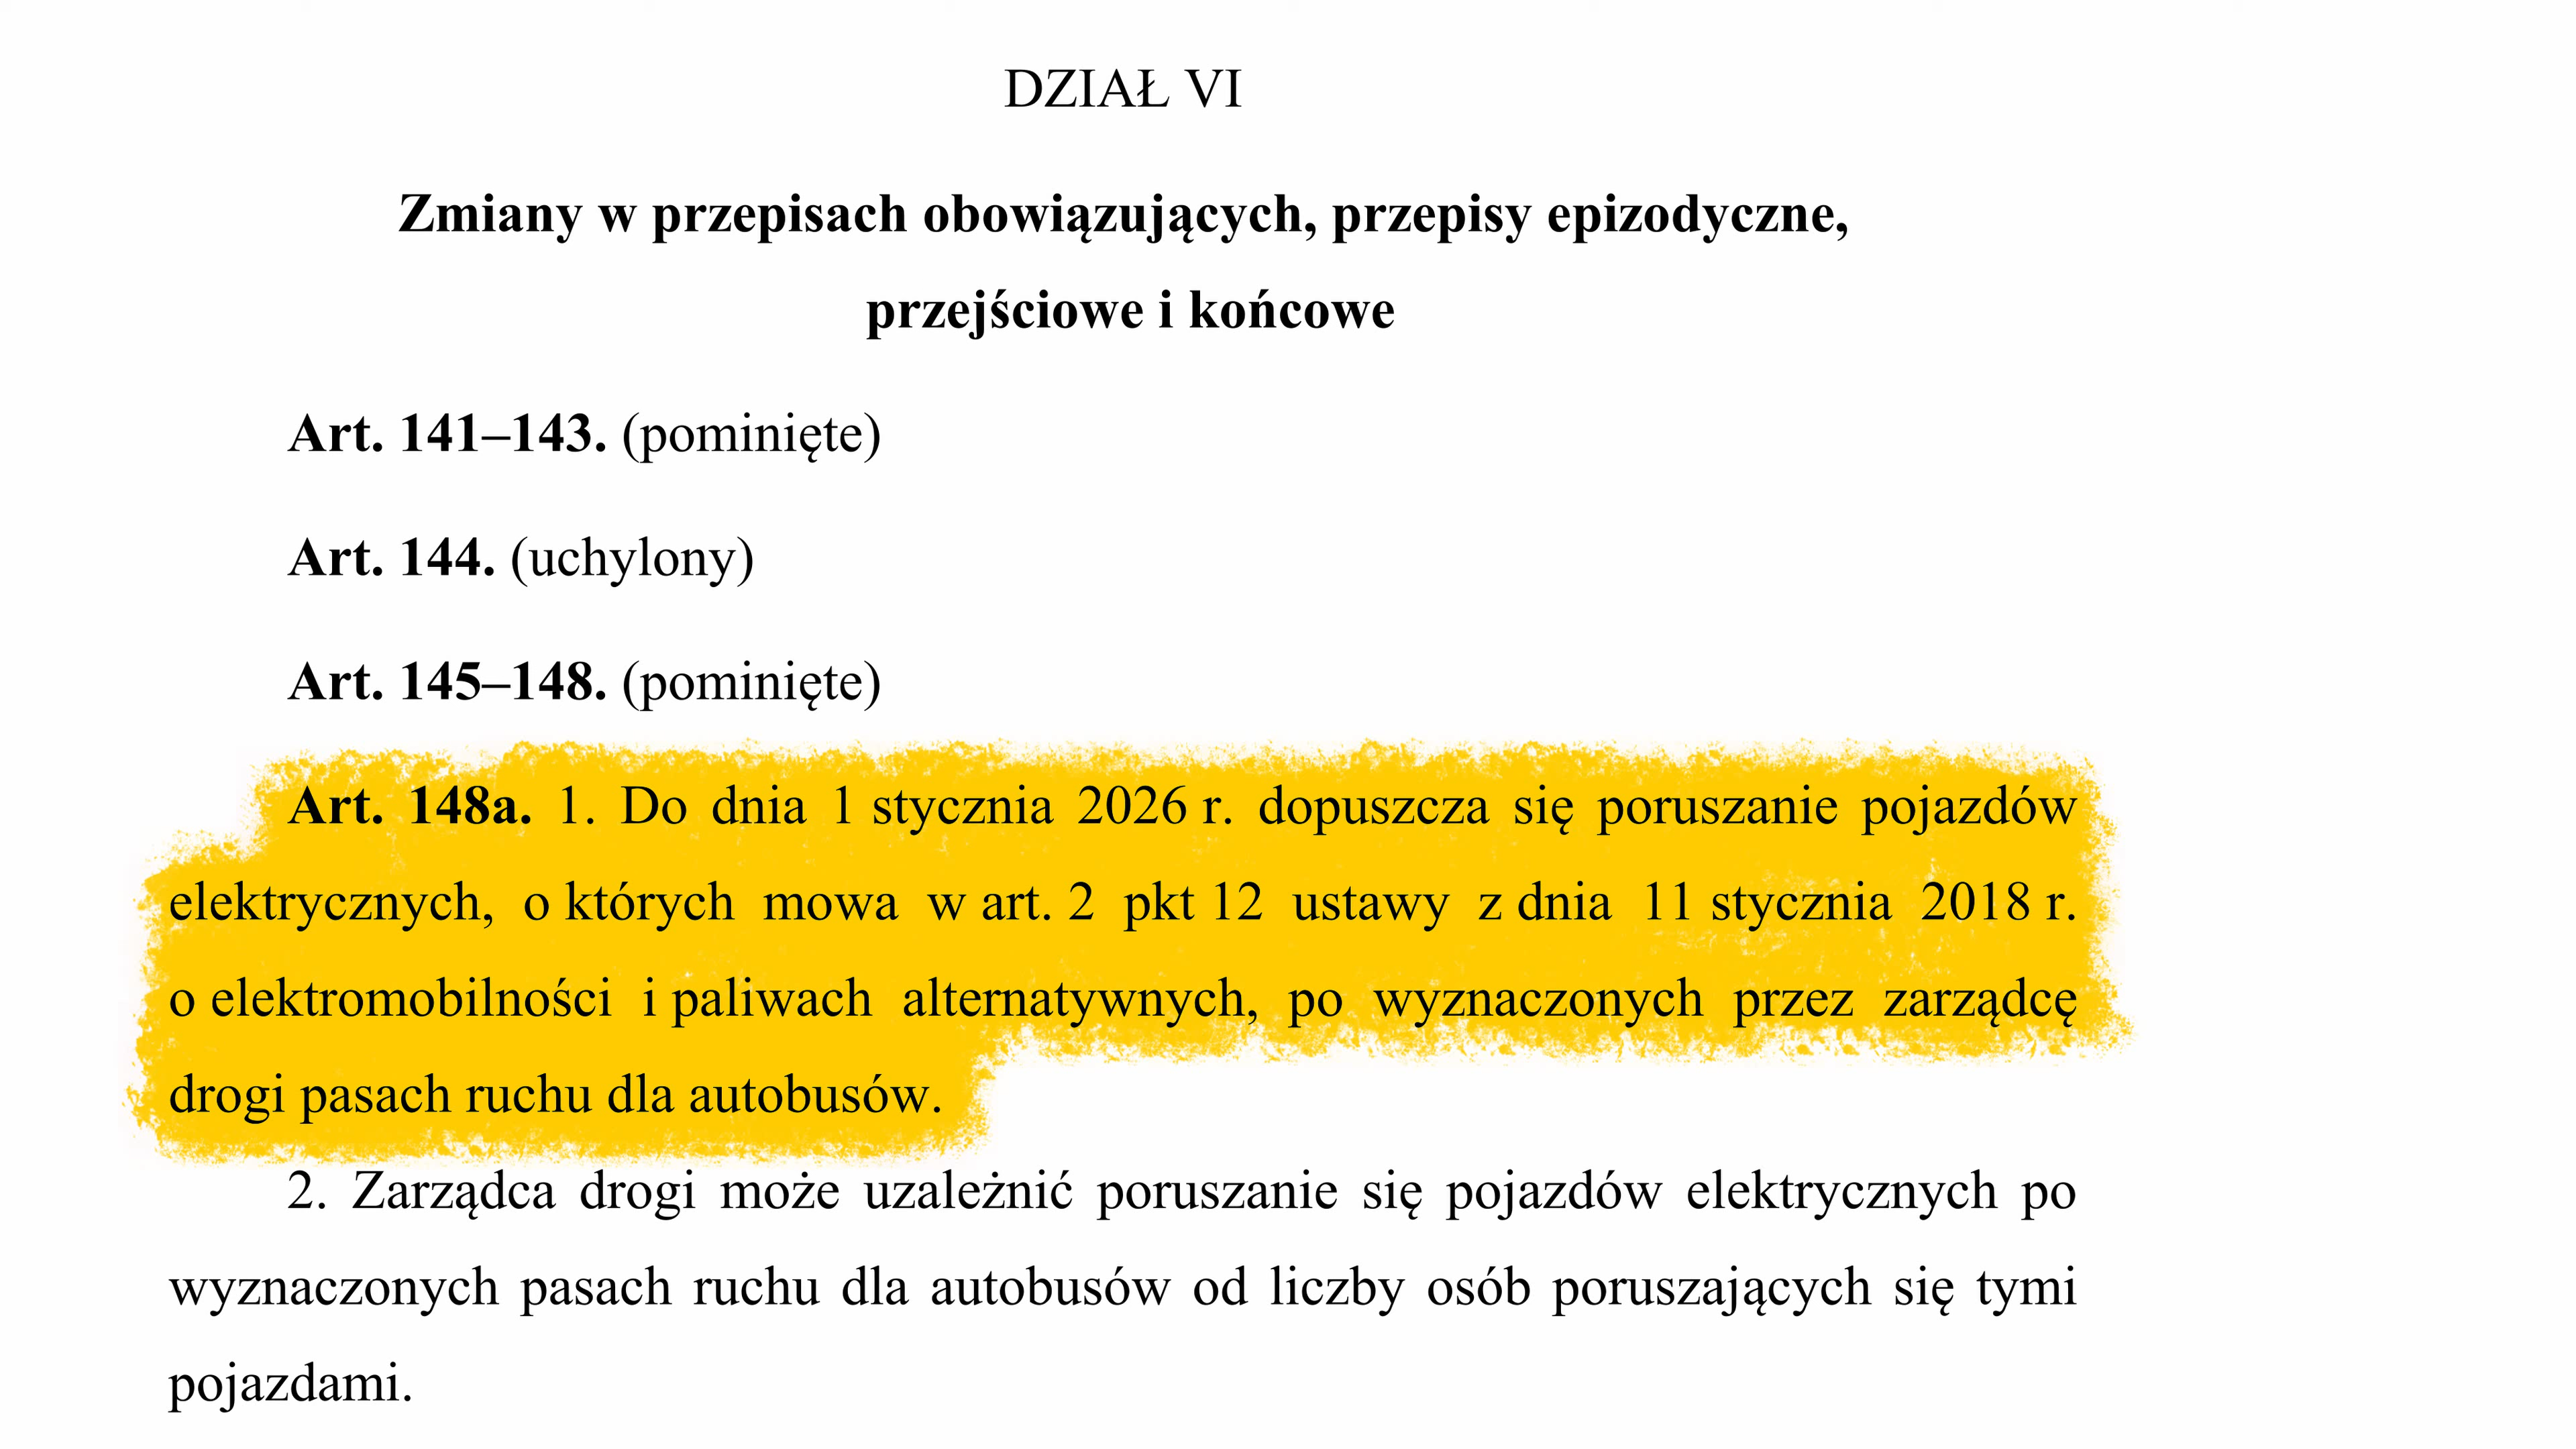 DZIAŁ VI
Zmiany w przepisach obowiązujących, przepisy epizodyczne,
przejściowe i końcowe
Art. 141–143. (pominięte)
Art. 144. (uchylony)
Art. 145–148. (pominięte)
Art. 148a. 1. Do dnia 1 stycznia 2026 r. dopuszcza się poruszanie pojazdów
elektrycznych, o których mowa w art. 2 pkt 12 ustawy z dnia 11 stycznia 2018 r.
o elektromobilności i paliwach alternatywnych, po wyznaczonych przez zarządcę
drogi pasach ruchu dla autobusów.
2. Zarządca drogi może uzależnić poruszanie się pojazdów elektrycznych po
wyznaczonych pasach ruchu dla autobusów od liczby osób poruszających się tymi
pojazdami.